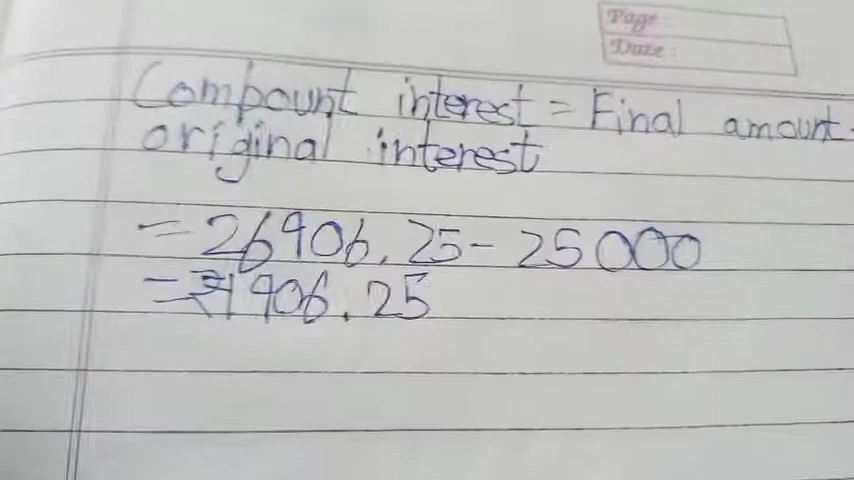 Page :
Date :
Compount interest = Final amount -
original interest
= 26906.25 - 25000
= ₹1906.25